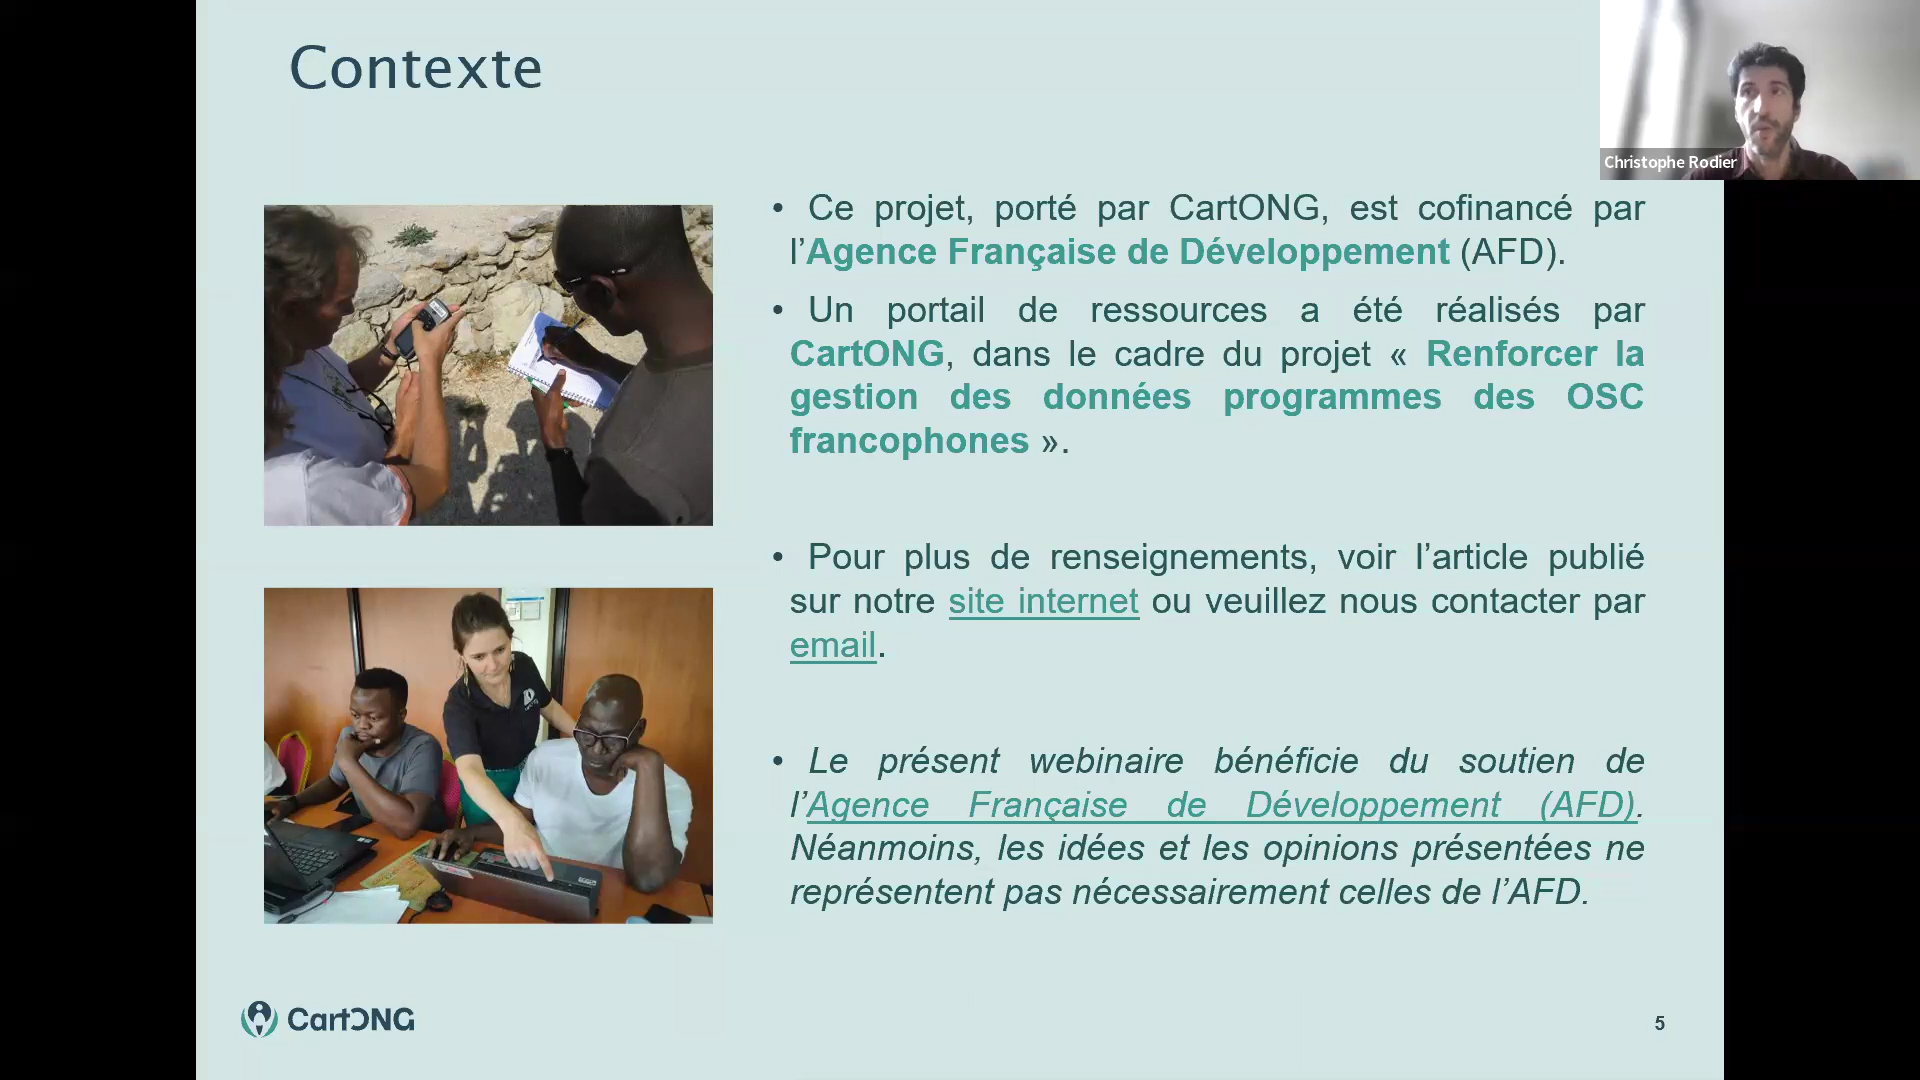 Contexte
Christophe Rodier
• Ce projet, porté par CartONG, est cofinancé par
l’Agence Française de Développement (AFD).
• Un portail de ressources a été réalisés par
CartONG, dans le cadre du projet « Renforcer la
gestion des données programmes des OSC
francophones ».
• Pour plus de renseignements, voir l’article publié
sur notre site internet ou veuillez nous contacter par
email.
• Le présent webinaire bénéficie du soutien de
l’Agence Française de Développement (AFD).
Néanmoins, les idées et les opinions présentées ne
représentent pas nécessairement celles de l’AFD.
CartONG
5